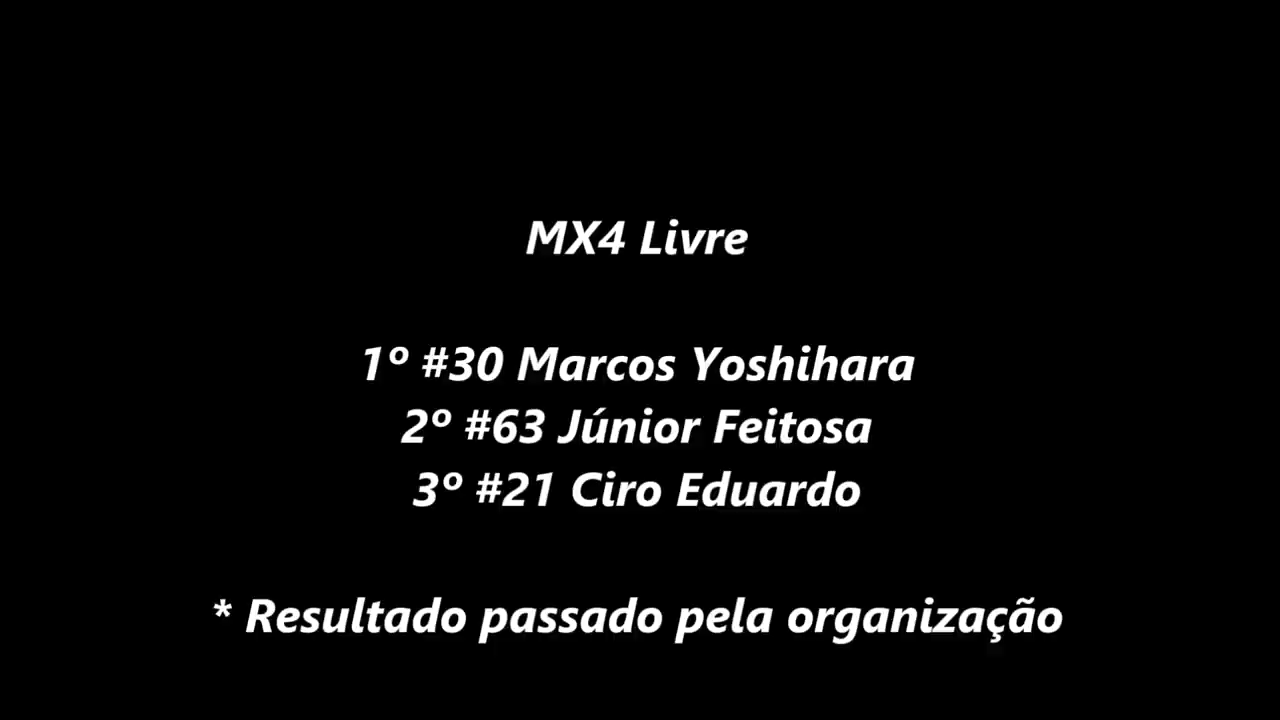 MX4 Livre
1º #30 Marcos Yoshihara
2º #63 Júnior Feitosa
3º #21 Ciro Eduardo
* Resultado passado pela organização